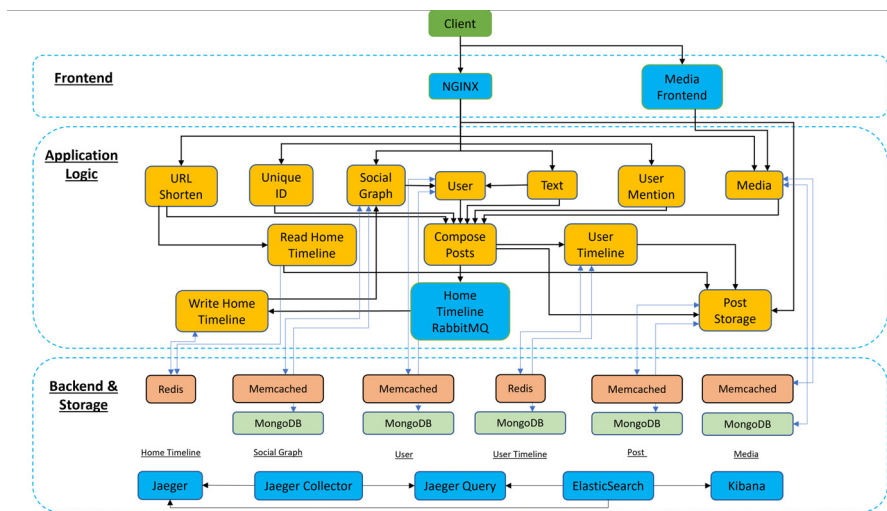 Client
Frontend
NGINX
Media
Frontend
Application
Logic
URL
Shorten
Unique
ID
Social
Graph
User
Text
User
Mention
Media
Read Home
Timeline
Compose
Posts
User
Timeline
Write Home
Timeline
Home
Timeline
RabbitMQ
Post
Storage
Backend &
Storage
Redis
Memcached
Memcached
Redis
Memcached
Memcached
MongoDB
MongoDB
MongoDB
MongoDB
MongoDB
Home Timeline
Social Graph
User
User Timeline
Post
Media
Jaeger
Jaeger Collector
Jaeger Query
ElasticSearch
Kibana